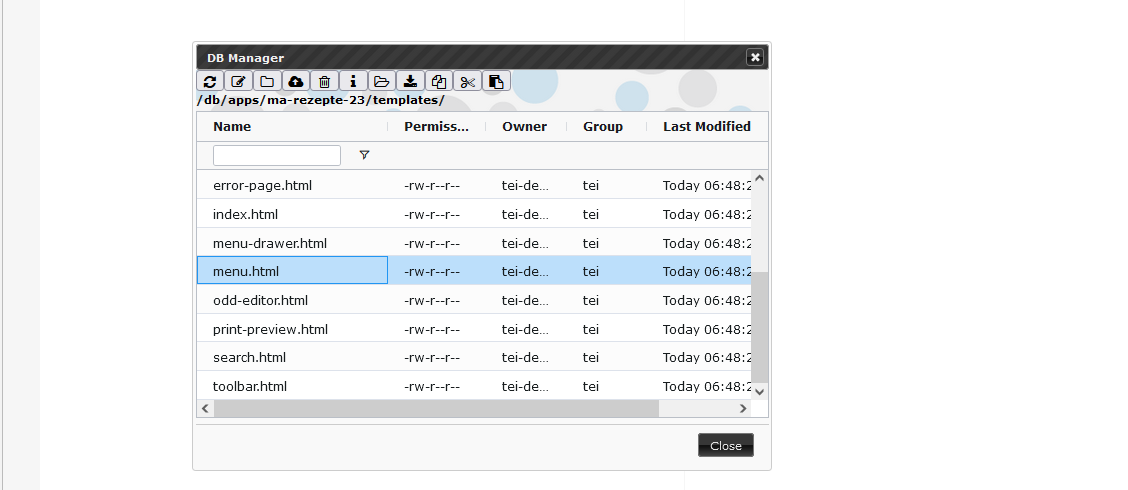 DB Manager
/db/apps/ma-rezepte-23/templates/
Name Permiss... Owner Group Last Modified
error-page.html -rw-r--r-- tei-de... tei Today 06:48:2
index.html -rw-r--r-- tei-de... tei Today 06:48:2
menu-drawer.html -rw-r--r-- tei-de... tei Today 06:48:2
menu.html -rw-r--r-- tei-de... tei Today 06:48:2
odd-editor.html -rw-r--r-- tei-de... tei Today 06:48:2
print-preview.html -rw-r--r-- tei-de... tei Today 06:48:2
search.html -rw-r--r-- tei-de... tei Today 06:48:2
toolbar.html -rw-r--r-- tei-de... tei Today 06:48:2
Close